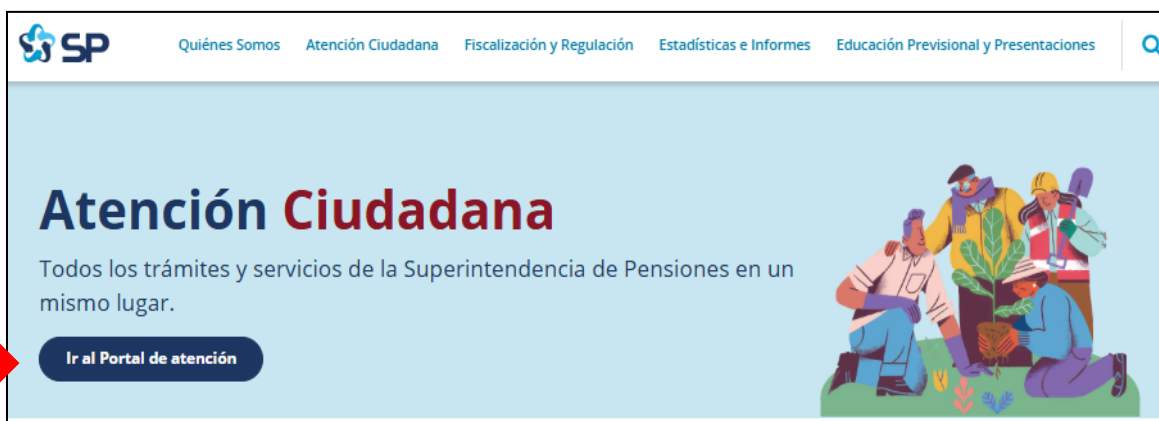 SP
Quiénes Somos Atención Ciudadana Fiscalización y Regulación Estadísticas e Informes Educación Previsional y Presentaciones
Atención Ciudadana
Todos los trámites y servicios de la Superintendencia de Pensiones en un
mismo lugar.
Ir al Portal de atención